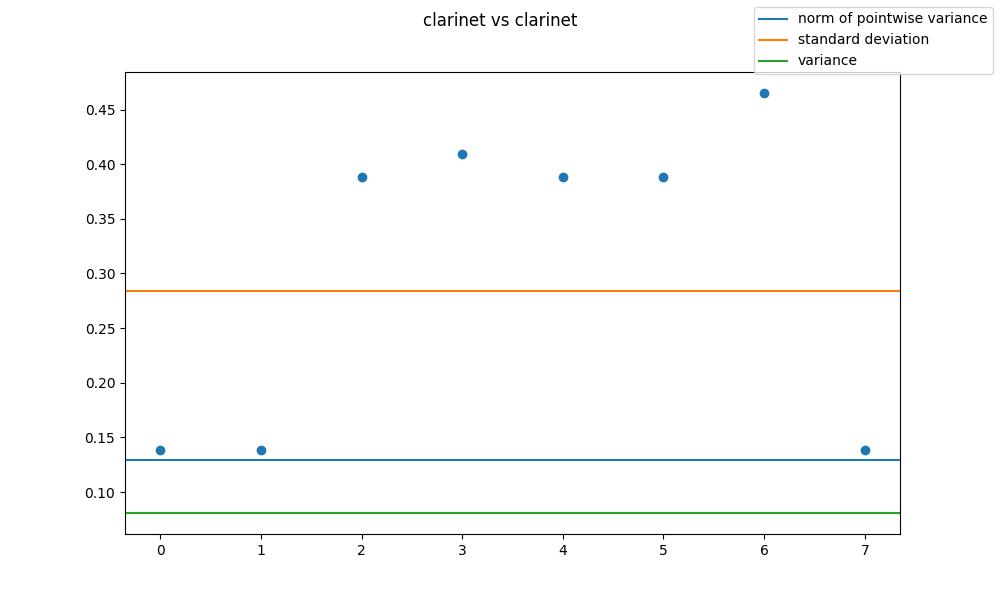 clarinet vs clarinet
norm of pointwise variance
standard deviation
variance
0.45
0.40
0.35
0.30
0.25
0.20
0.15
0.10
0 1 2 3 4 5 6 7